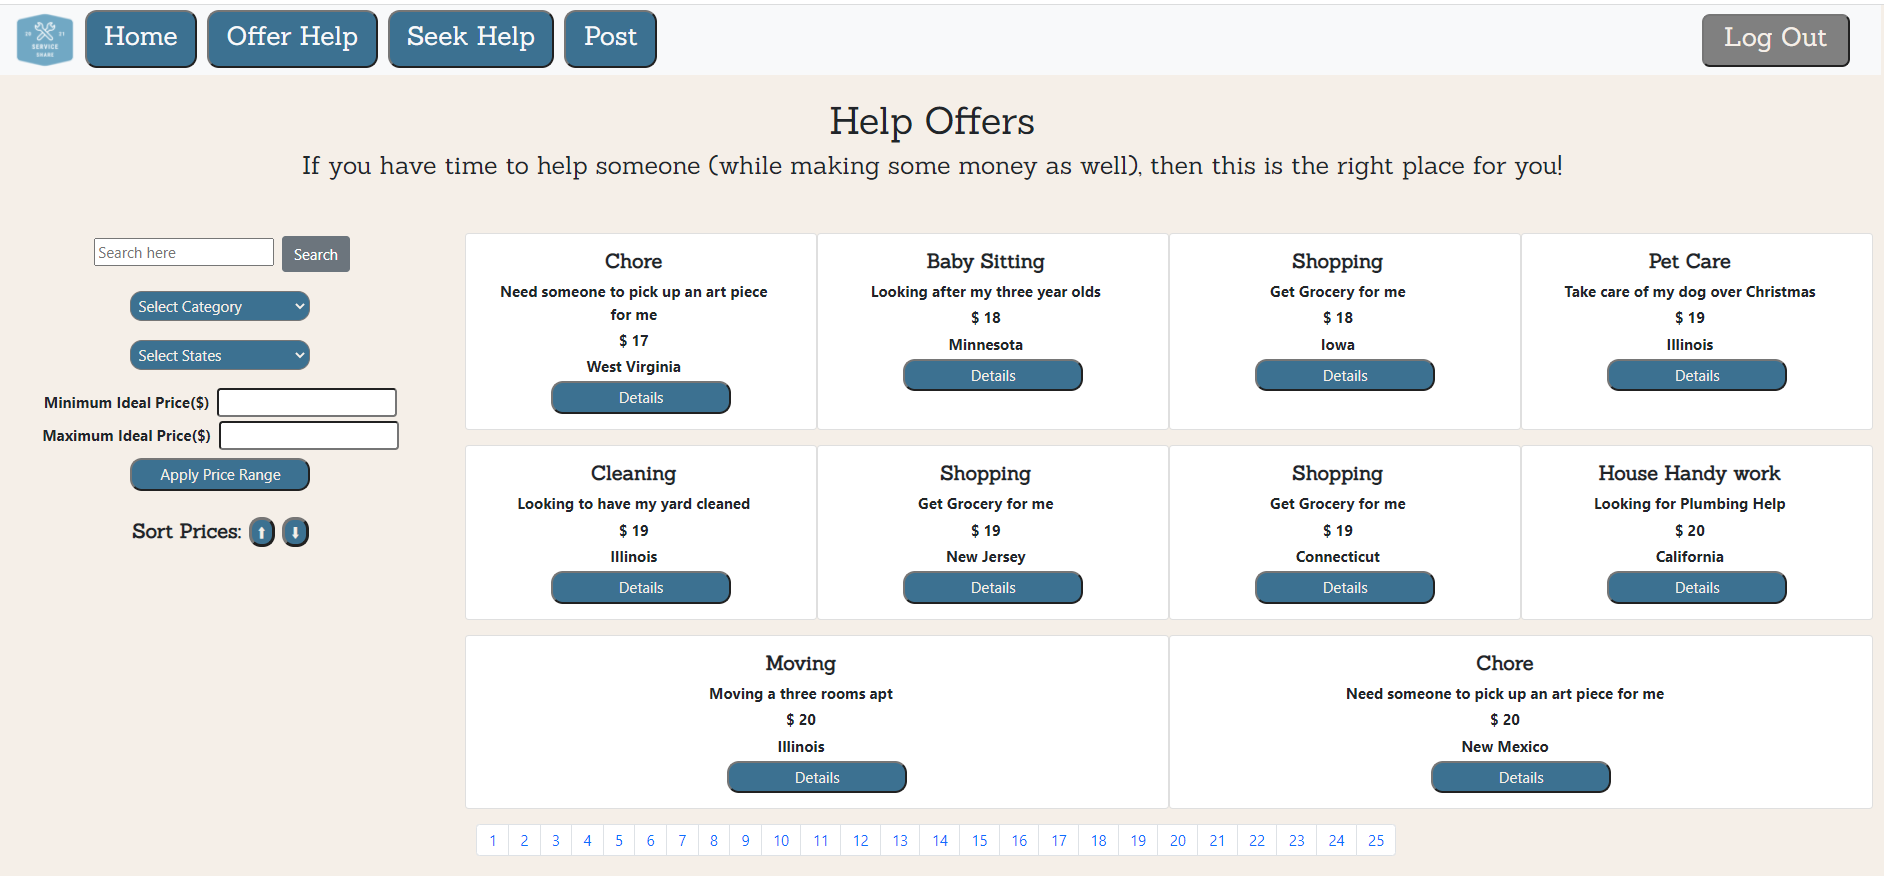 20 21
SERVICE
SHARE
Home Offer Help Seek Help Post Log Out
Help Offers
If you have time to help someone (while making some money as well), then this is the right place for you!
Search here Search
Select Category
Select States
Minimum Ideal Price($)
Maximum Ideal Price($)
Apply Price Range
Sort Prices: ⬆ ⬇
Chore
Need someone to pick up an art piece
for me
$ 17
West Virginia
Details
Baby Sitting
Looking after my three year olds
$ 18
Minnesota
Details
Shopping
Get Grocery for me
$ 18
Iowa
Details
Pet Care
Take care of my dog over Christmas
$ 19
Illinois
Details
Cleaning
Looking to have my yard cleaned
$ 19
Illinois
Details
Shopping
Get Grocery for me
$ 19
New Jersey
Details
Shopping
Get Grocery for me
$ 19
Connecticut
Details
House Handy work
Looking for Plumbing Help
$ 20
California
Details
Moving
Moving a three rooms apt
$ 20
Illinois
Details
Chore
Need someone to pick up an art piece for me
$ 20
New Mexico
Details
1 2 3 4 5 6 7 8 9 10 11 12 13 14 15 16 17 18 19 20 21 22 23 24 25